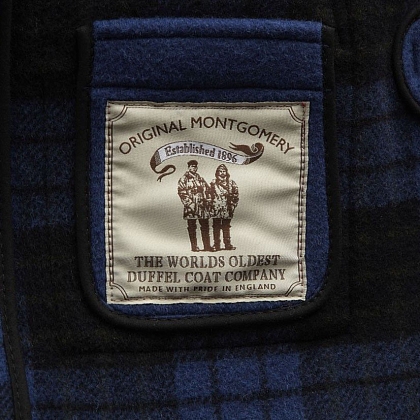 ORIGINAL MONTGOMERY
Established 1896
THE WORLDS OLDEST
DUFFEL COAT COMPANY
MADE WITH PRIDE IN ENGLAND